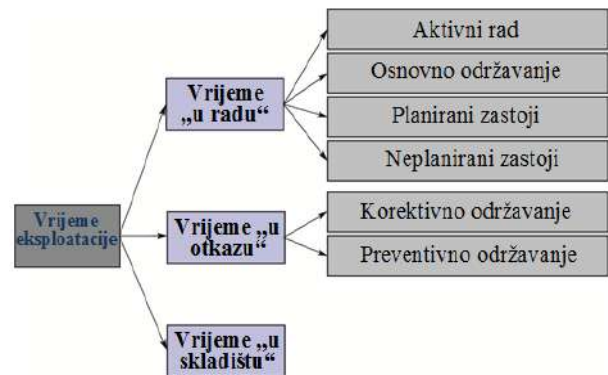 Aktivni rad
Osnovno održavanje
Vrijeme
„u radu“
Planirani zastoji
Neplanirani zastoji
Vrijeme
eksploatacije
Vrijeme „u
otkazu“
Korektivno održavanje
Preventivno održavanje
Vrijeme „u
skladištu“